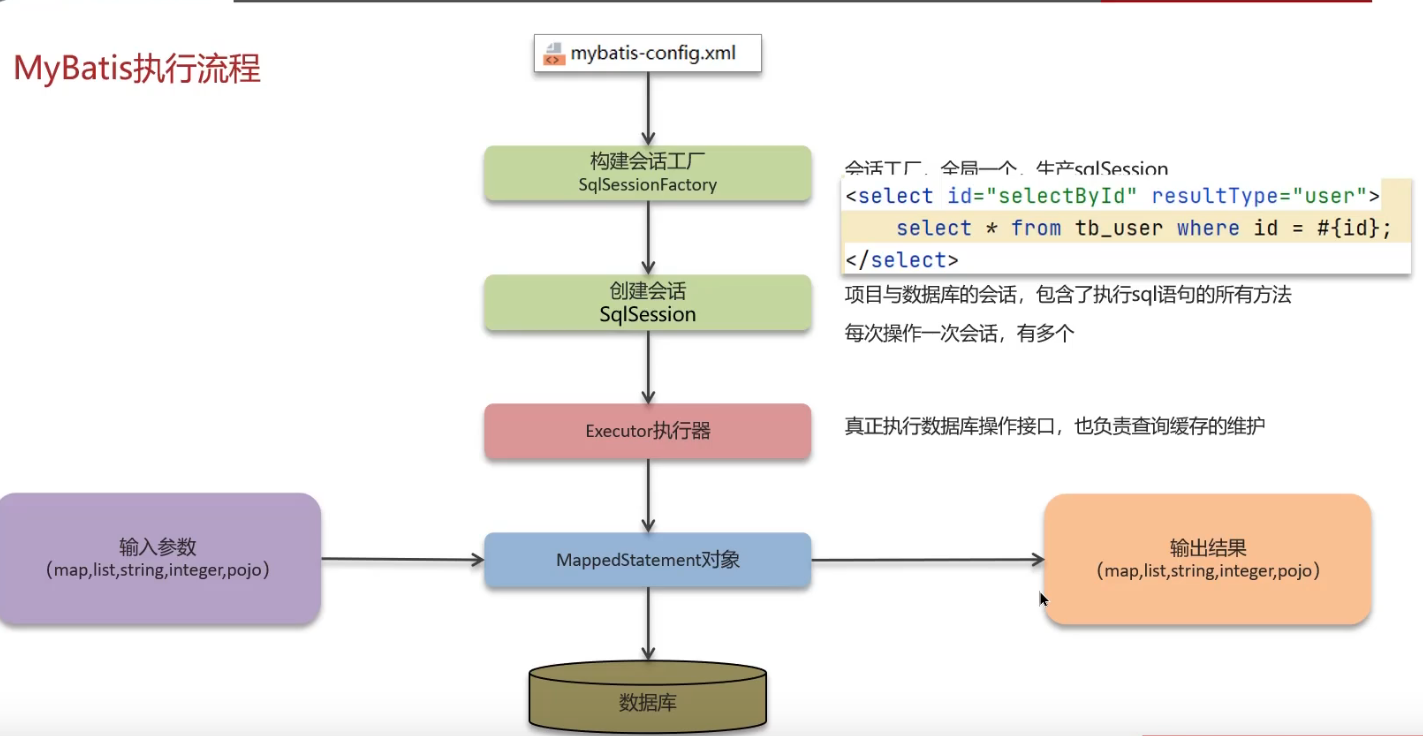 MyBatis执行流程
mybatis-config.xml
构建会话工厂
SqlSessionFactory
会话工厂，全局一个，生产sqlSession
<select id="selectById" resultType="user">
select * from tb_user where id = #{id};
</select>
创建会话
SqlSession
项目与数据库的会话，包含了执行sql语句的所有方法
每次操作一次会话，有多个
Executor执行器
真正执行数据库操作接口，也负责查询缓存的维护
输入参数
（map,list,string,integer,pojo）
MappedStatement对象
输出结果
（map,list,string,integer,pojo）
数据库